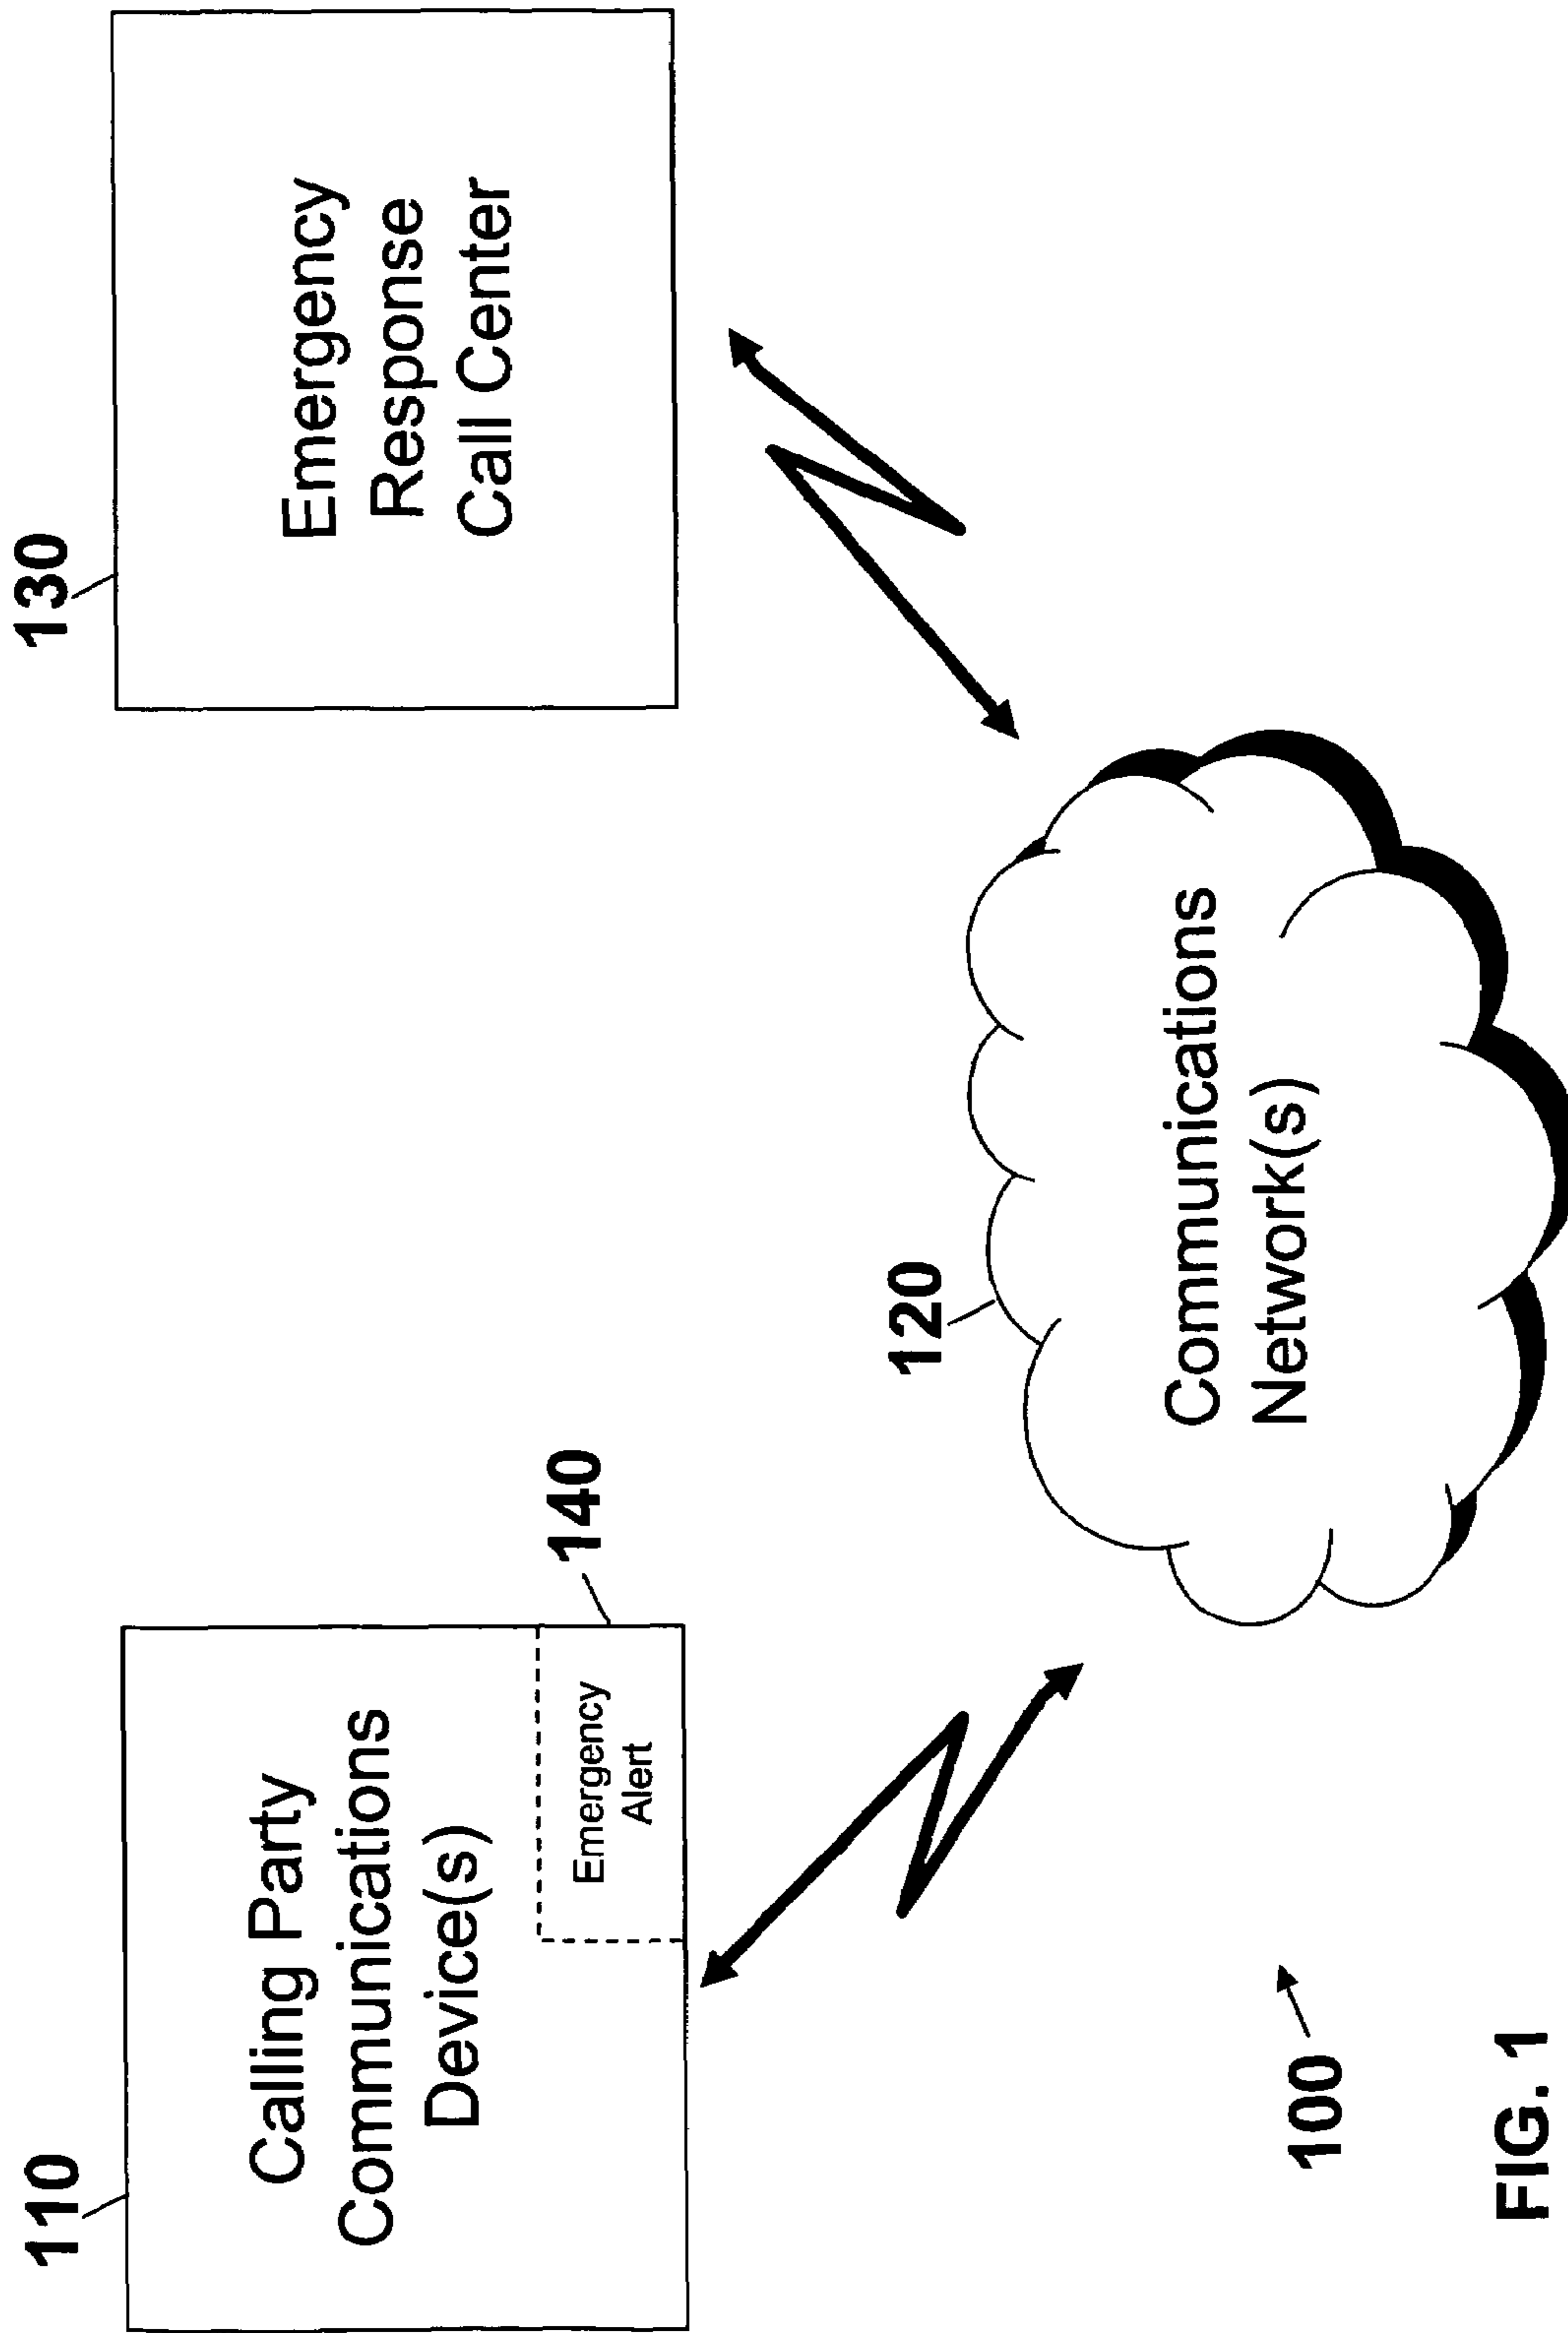 110
Calling Party
Communications
Device(s)
Emergency
Alert
140
130
Emergency
Response
Call Center
120
Communications
Network(s)
100
FIG. 1